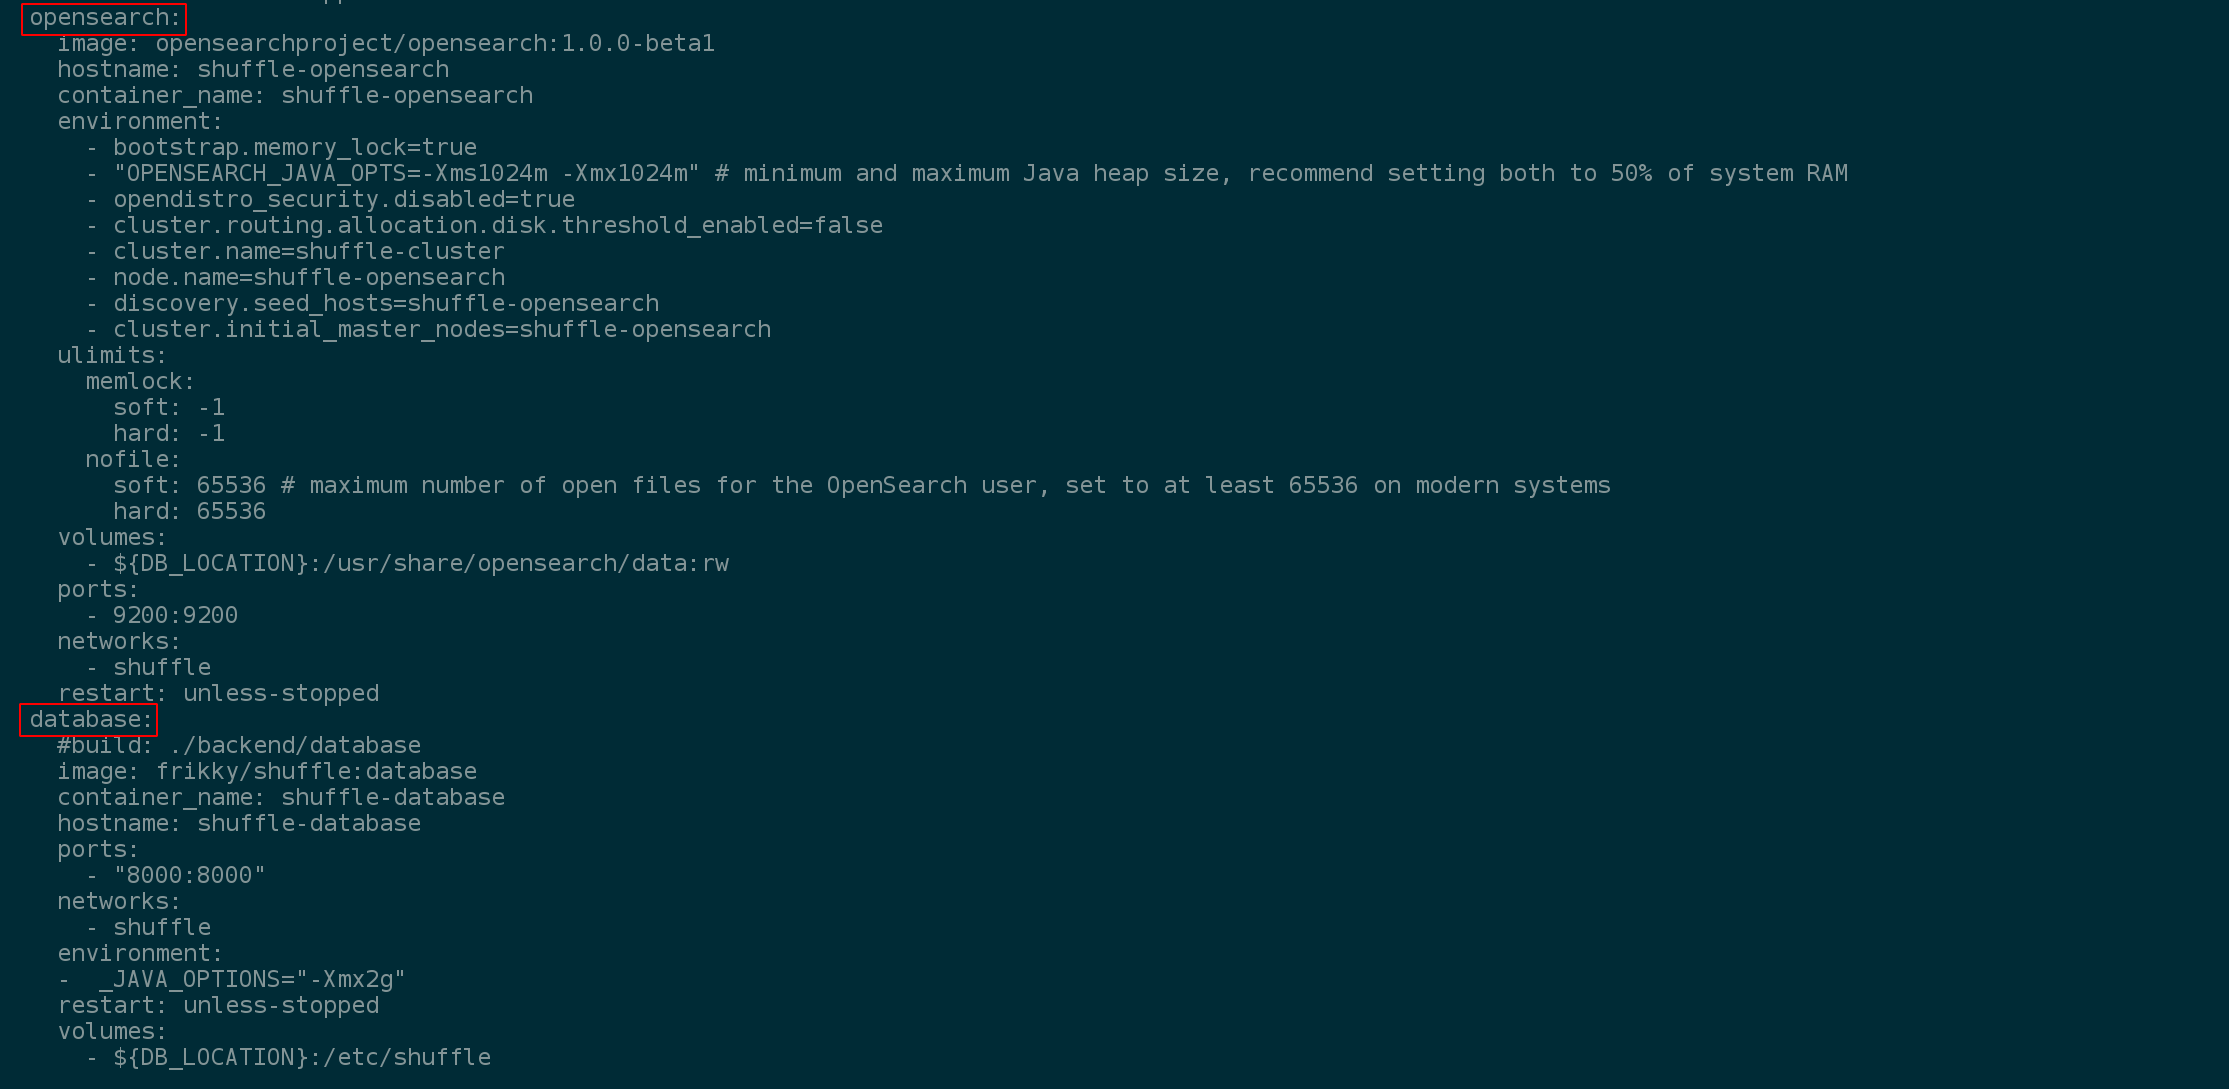 opensearch:
image: opensearchproject/opensearch:1.0.0-beta1
hostname: shuffle-opensearch
container_name: shuffle-opensearch
environment:
- bootstrap.memory_lock=true
- "OPENSEARCH_JAVA_OPTS=-Xms1024m -Xmx1024m" # minimum and maximum Java heap size, recommend setting both to 50% of system RAM
- opendistro_security.disabled=true
- cluster.routing.allocation.disk.threshold_enabled=false
- cluster.name=shuffle-cluster
- node.name=shuffle-opensearch
- discovery.seed_hosts=shuffle-opensearch
- cluster.initial_master_nodes=shuffle-opensearch
ulimits:
memlock:
soft: -1
hard: -1
nofile:
soft: 65536 # maximum number of open files for the OpenSearch user, set to at least 65536 on modern systems
hard: 65536
volumes:
- ${DB_LOCATION}:/usr/share/opensearch/data:rw
ports:
- 9200:9200
networks:
- shuffle
restart: unless-stopped
database:
#build: ./backend/database
image: frikky/shuffle:database
container_name: shuffle-database
hostname: shuffle-database
ports:
- "8000:8000"
networks:
- shuffle
environment:
- _JAVA_OPTIONS="-Xmx2g"
restart: unless-stopped
volumes:
- ${DB_LOCATION}:/etc/shuffle